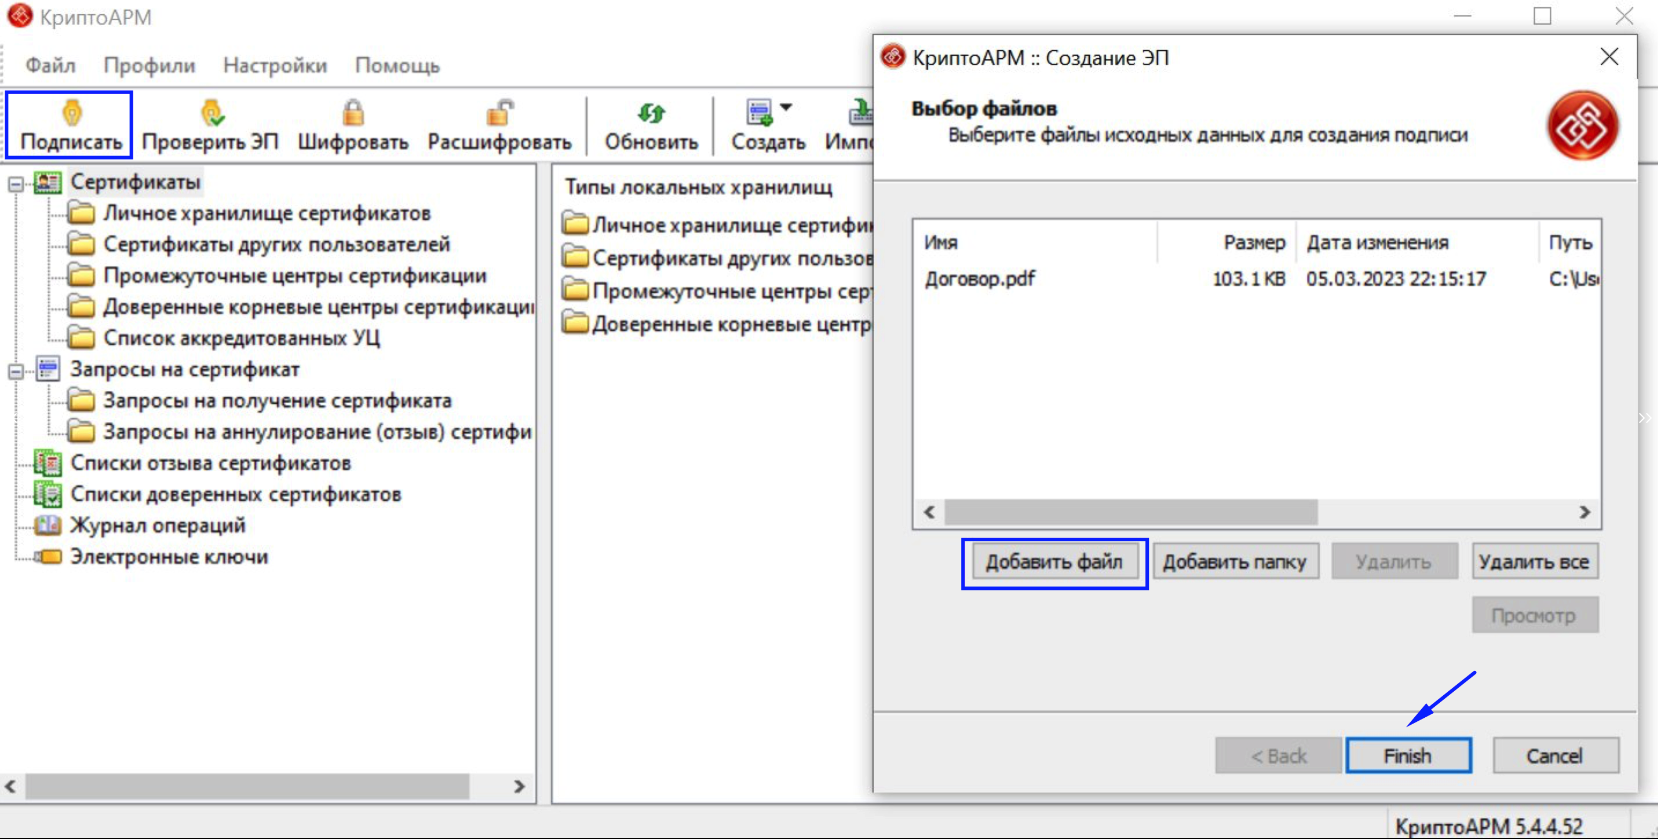 КриптоАРМ
Файл Профили Настройки Помощь
Подписать Проверить ЭП Шифровать Расшифровать Обновить Создать Импо
Сертификаты
Личное хранилище сертификатов
Сертификаты других пользователей
Промежуточные центры сертификации
Доверенные корневые центры сертификации
Список аккредитованных УЦ
Запросы на сертификат
Запросы на получение сертификата
Запросы на аннулирование (отзыв) сертифи
Списки отзыва сертификатов
Списки доверенных сертификатов
Журнал операций
Электронные ключи
Типы локальных хранилищ
Личное хранилище сертифик
Сертификаты других пользов
Промежуточные центры серт
Доверенные корневые центр
КриптоАРМ :: Создание ЭП
Выбор файлов
Выберите файлы исходных данных для создания подписи
Имя Размер Дата изменения Путь
Договор.pdf 103.1 KB 05.03.2023 22:15:17 C:\Use
Добавить файл Добавить папку Удалить Удалить все
Просмотр
< Back Finish Cancel
КриптоАРМ 5.4.4.52